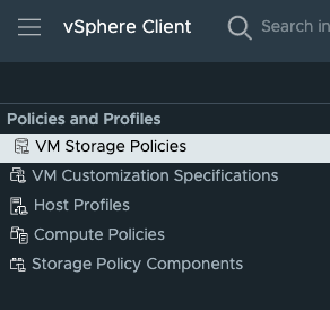 vSphere Client
Search in
Policies and Profiles
VM Storage Policies
VM Customization Specifications
Host Profiles
Compute Policies
Storage Policy Components